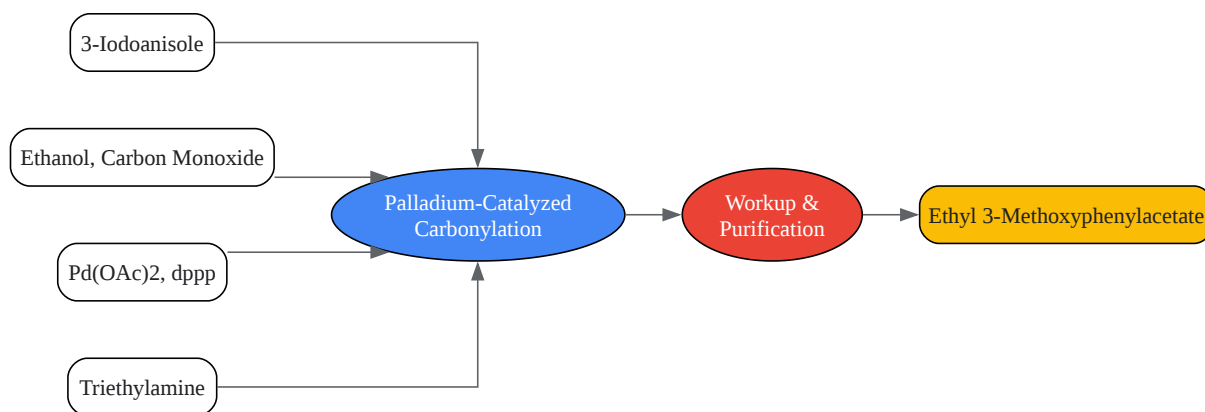 3-Iodoanisole
Ethanol, Carbon Monoxide
Pd(OAc)2, dppp
Triethylamine
Palladium-Catalyzed
Carbonylation
Workup &
Purification
Ethyl 3-Methoxyphenylacetate